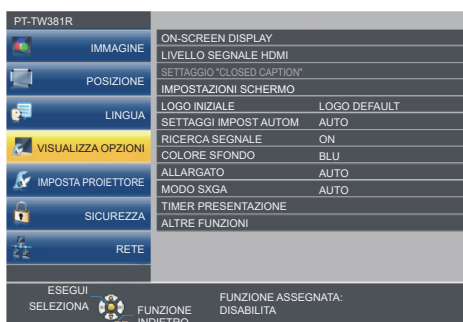 PT-TW381R
IMMAGINE
POSIZIONE
LINGUA
VISUALIZZA OPZIONI
IMPOSTA PROIETTORE
SICUREZZA
RETE
ON-SCREEN DISPLAY
LIVELLO SEGNALE HDMI
SETTAGGIO "CLOSED CAPTION"
IMPOSTAZIONI SCHERMO
LOGO INIZIALE LOGO DEFAULT
SETTAGGI IMPOST AUTOM AUTO
RICERCA SEGNALE ON
COLORE SFONDO BLU
ALLARGATO AUTO
MODO SXGA AUTO
TIMER PRESENTAZIONE
ALTRE FUNZIONI
ESEGUI
SELEZIONA
FUNZIONE
INDIETRO
FUNZIONE ASSEGNATA:
DISABILITA